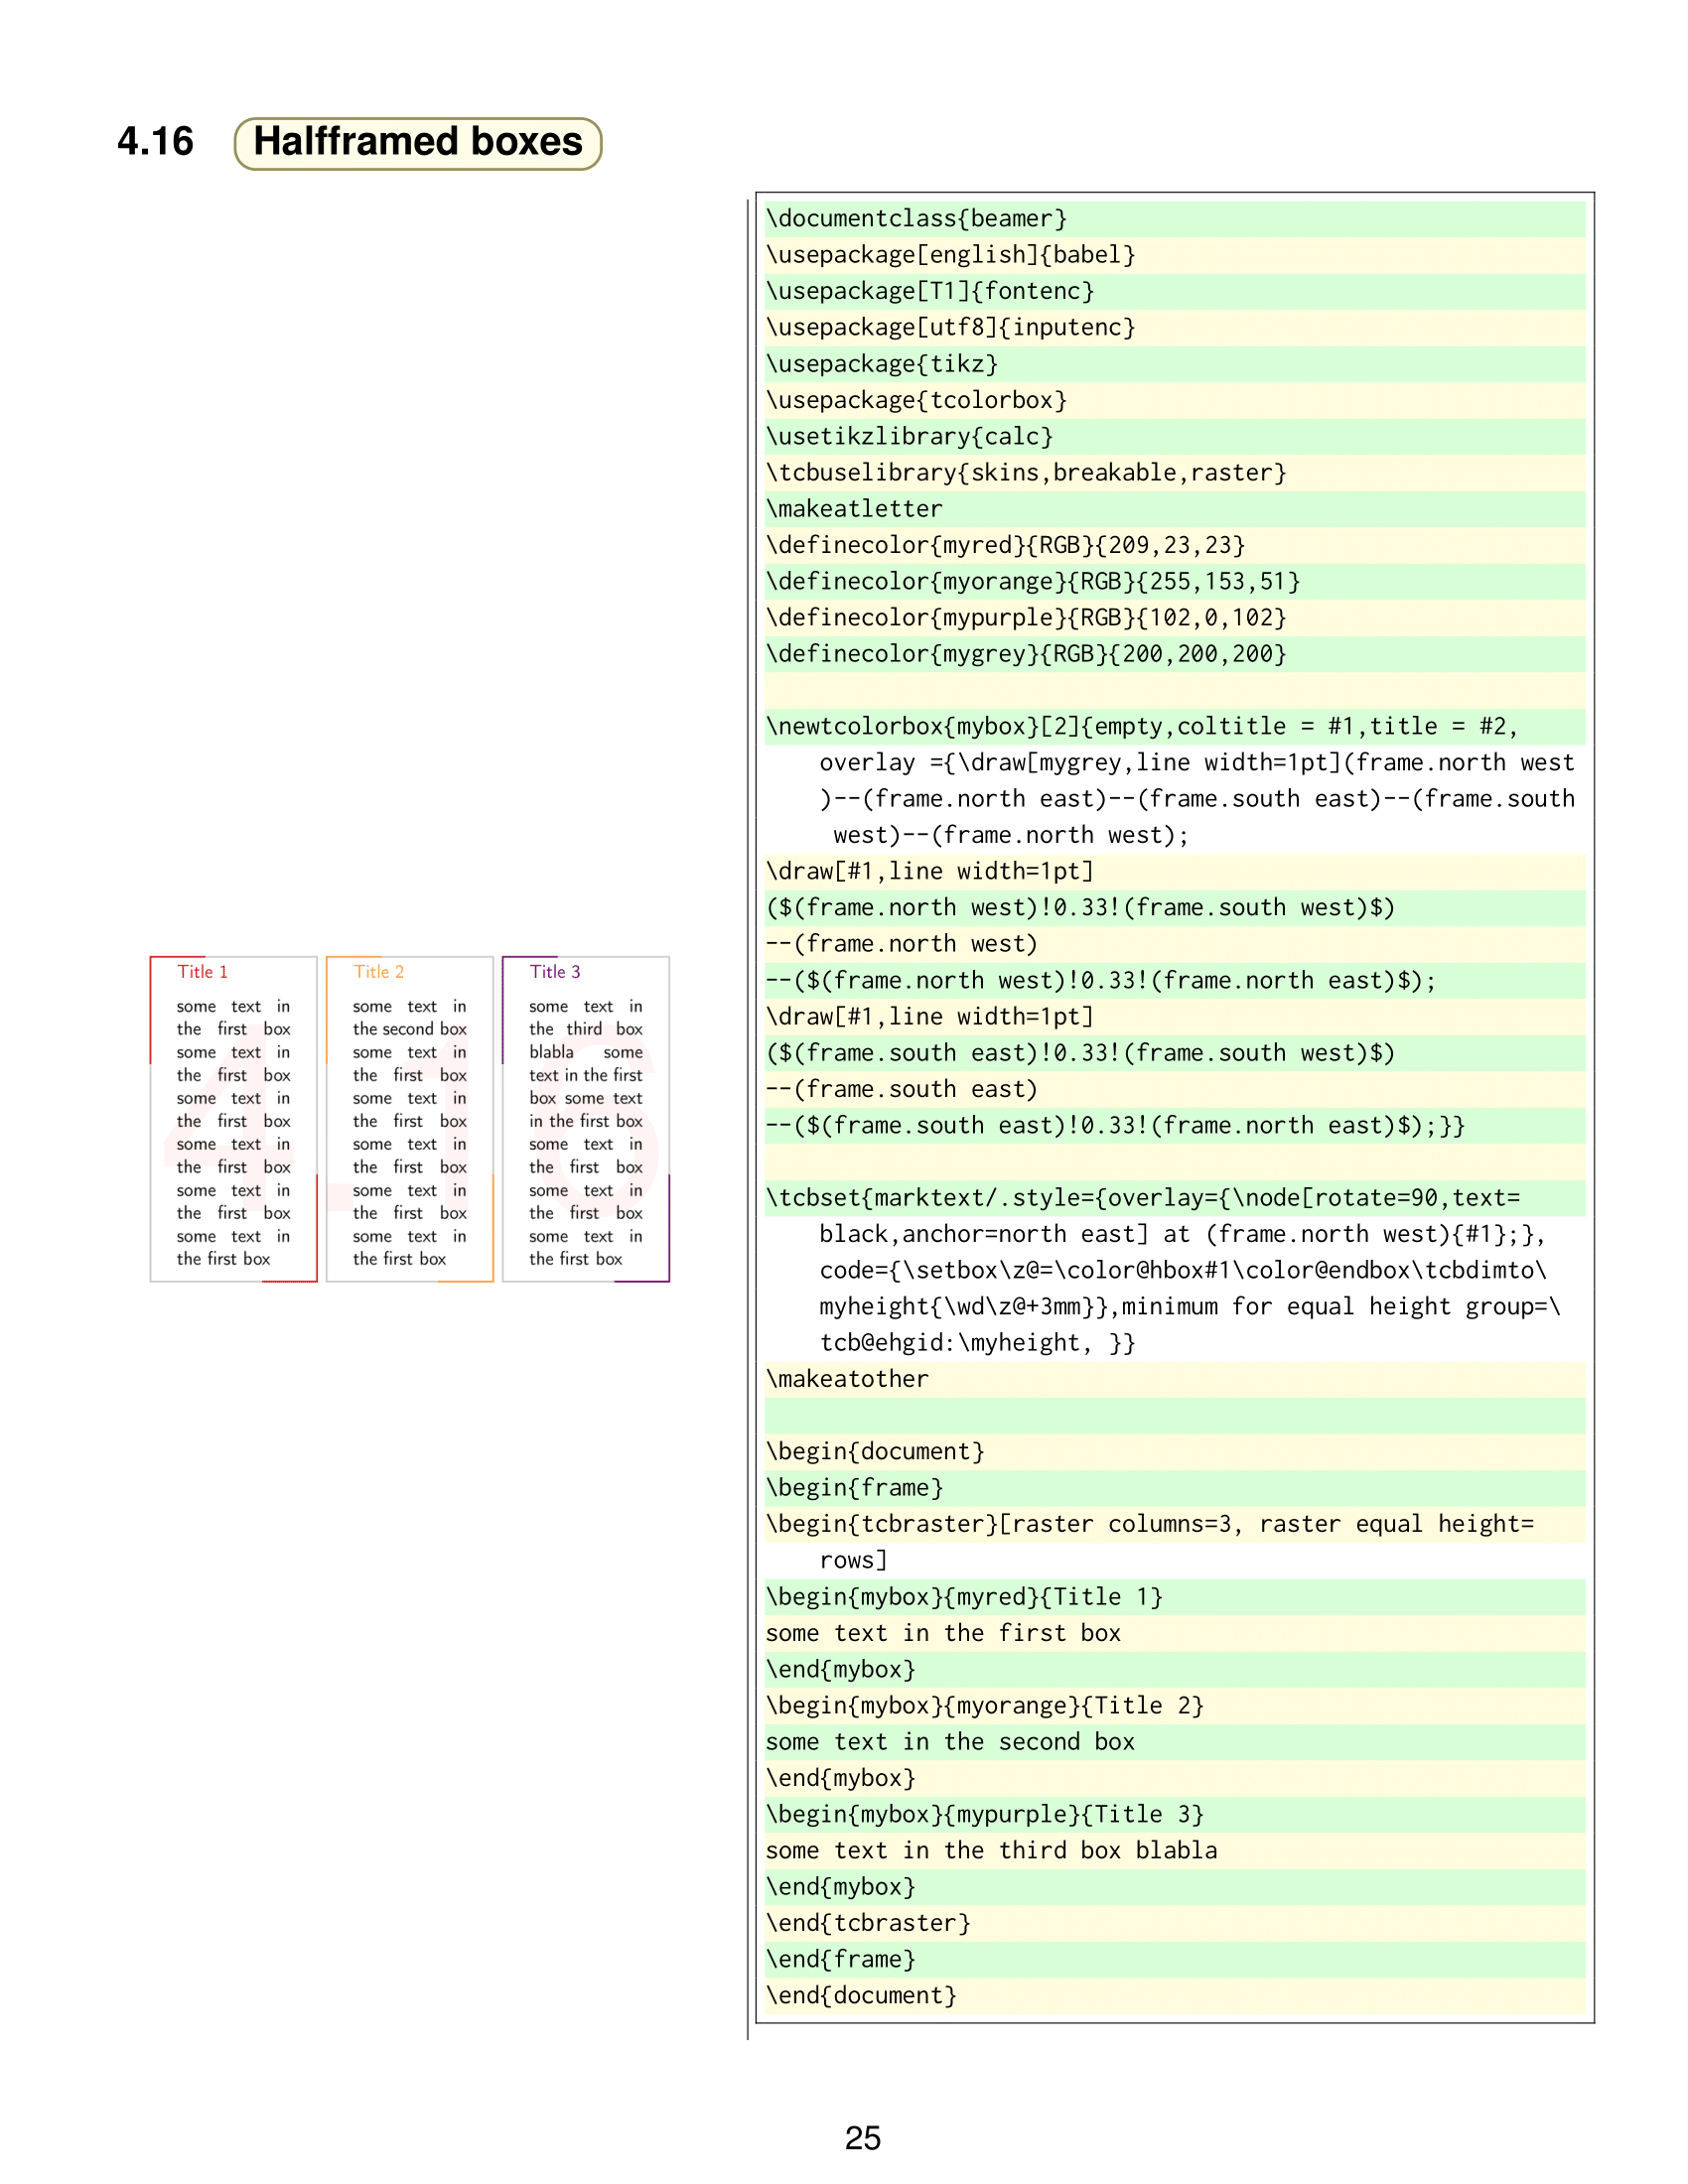 4.16 Halfframed boxes
Title 1
some text in
the first box
some text in
the first box
some text in
the first box
some text in
the first box
some text in
the first box
some text in
the first box
Title 2
some text in
the second box
some text in
the first box
some text in
the first box
some text in
the first box
some text in
the first box
some text in
the first box
Title 3
some text in
the third box
blabla some
text in the first
box some text
in the first box
some text in
the first box
some text in
the first box
some text in
the first box
4.16
\documentclass{beamer}
\usepackage[english]{babel}
\usepackage[T1]{fontenc}
\usepackage[utf8]{inputenc}
\usepackage{tikz}
\usepackage{tcolorbox}
\usetikzlibrary{calc}
\tcbuselibrary{skins,breakable,raster}
\makeatletter
\definecolor{myred}{RGB}{209,23,23}
\definecolor{myorange}{RGB}{255,153,51}
\definecolor{mypurple}{RGB}{102,0,102}
\definecolor{mygrey}{RGB}{200,200,200}
\newtcolorbox{mybox}[2]{empty,coltitle = #1,title = #2,
overlay ={\draw[mygrey,line width=1pt](frame.north west
)--(frame.north east)--(frame.south east)--(frame.south
west)--(frame.north west);
\draw[#1,line width=1pt]
($(frame.north west)!0.33!(frame.south west)$)
--(frame.north west)
--($(frame.north west)!0.33!(frame.north east)$);
\draw[#1,line width=1pt]
($(frame.south east)!0.33!(frame.south west)$)
--(frame.south east)
--($(frame.south east)!0.33!(frame.north east)$);}}
\tcbset{marktext/.style={overlay={\node[rotate=90,text=
black,anchor=north east] at (frame.north west){#1};},
code={\setbox\z@=\color@hbox#1\color@endbox\tcbdimto\
myheight{\wd\z@+3mm}},minimum for equal height group=\
tcb@ehgid:\myheight, }}
\makeatother
\begin{document}
\begin{frame}
\begin{tcbraster}[raster columns=3, raster equal height=
rows]
\begin{mybox}{myred}{Title 1}
some text in the first box
\end{mybox}
\begin{mybox}{myorange}{Title 2}
some text in the second box
\end{mybox}
\begin{mybox}{mypurple}{Title 3}
some text in the third box blabla
\end{mybox}
\end{tcbraster}
\end{frame}
\end{document}
25